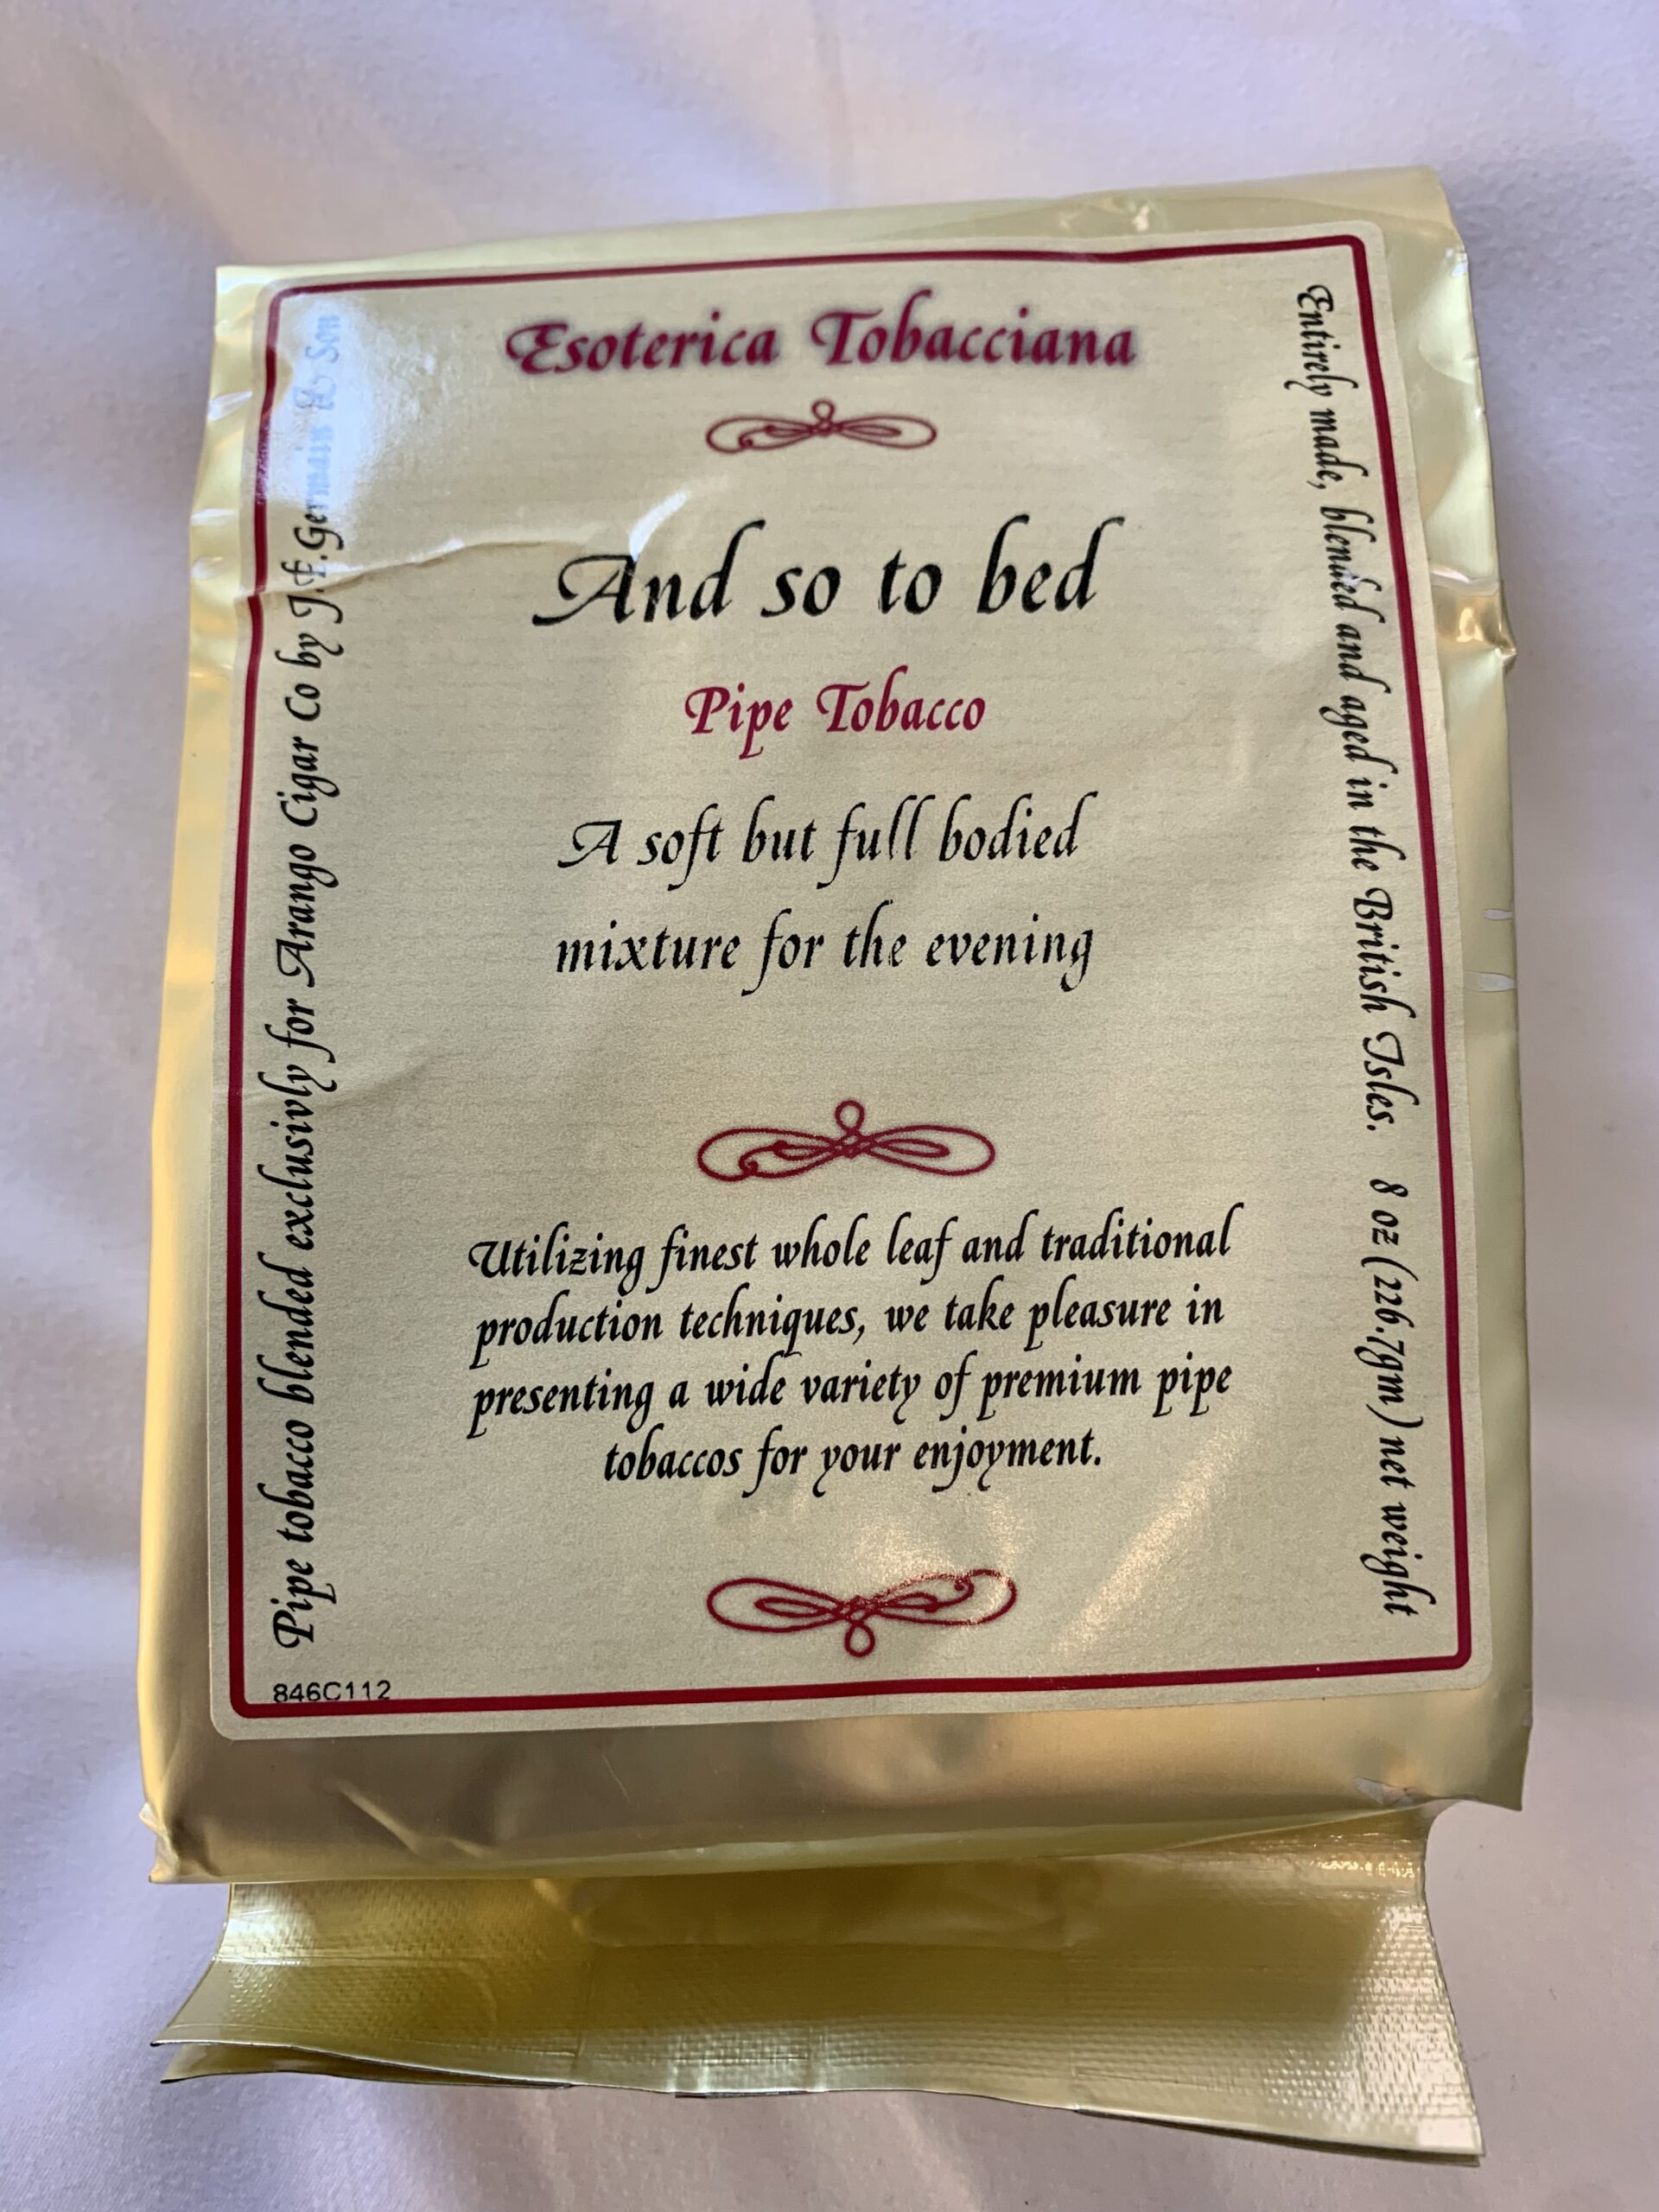 Esoterica Tobacciana
And so to bed
Pipe Tobacco
A soft but full bodied
mixture for the evening
Utilizing finest whole leaf and traditional
production techniques, we take pleasure in
presenting a wide variety of premium pipe
tobaccos for your enjoyment.
Pipe tobacco blended exclusivly for Arango Cigar Co by J.F.Germain & Son
Entirely made, blended and aged in the British Isles. 8 oz (226.7gm) net weight
846C112